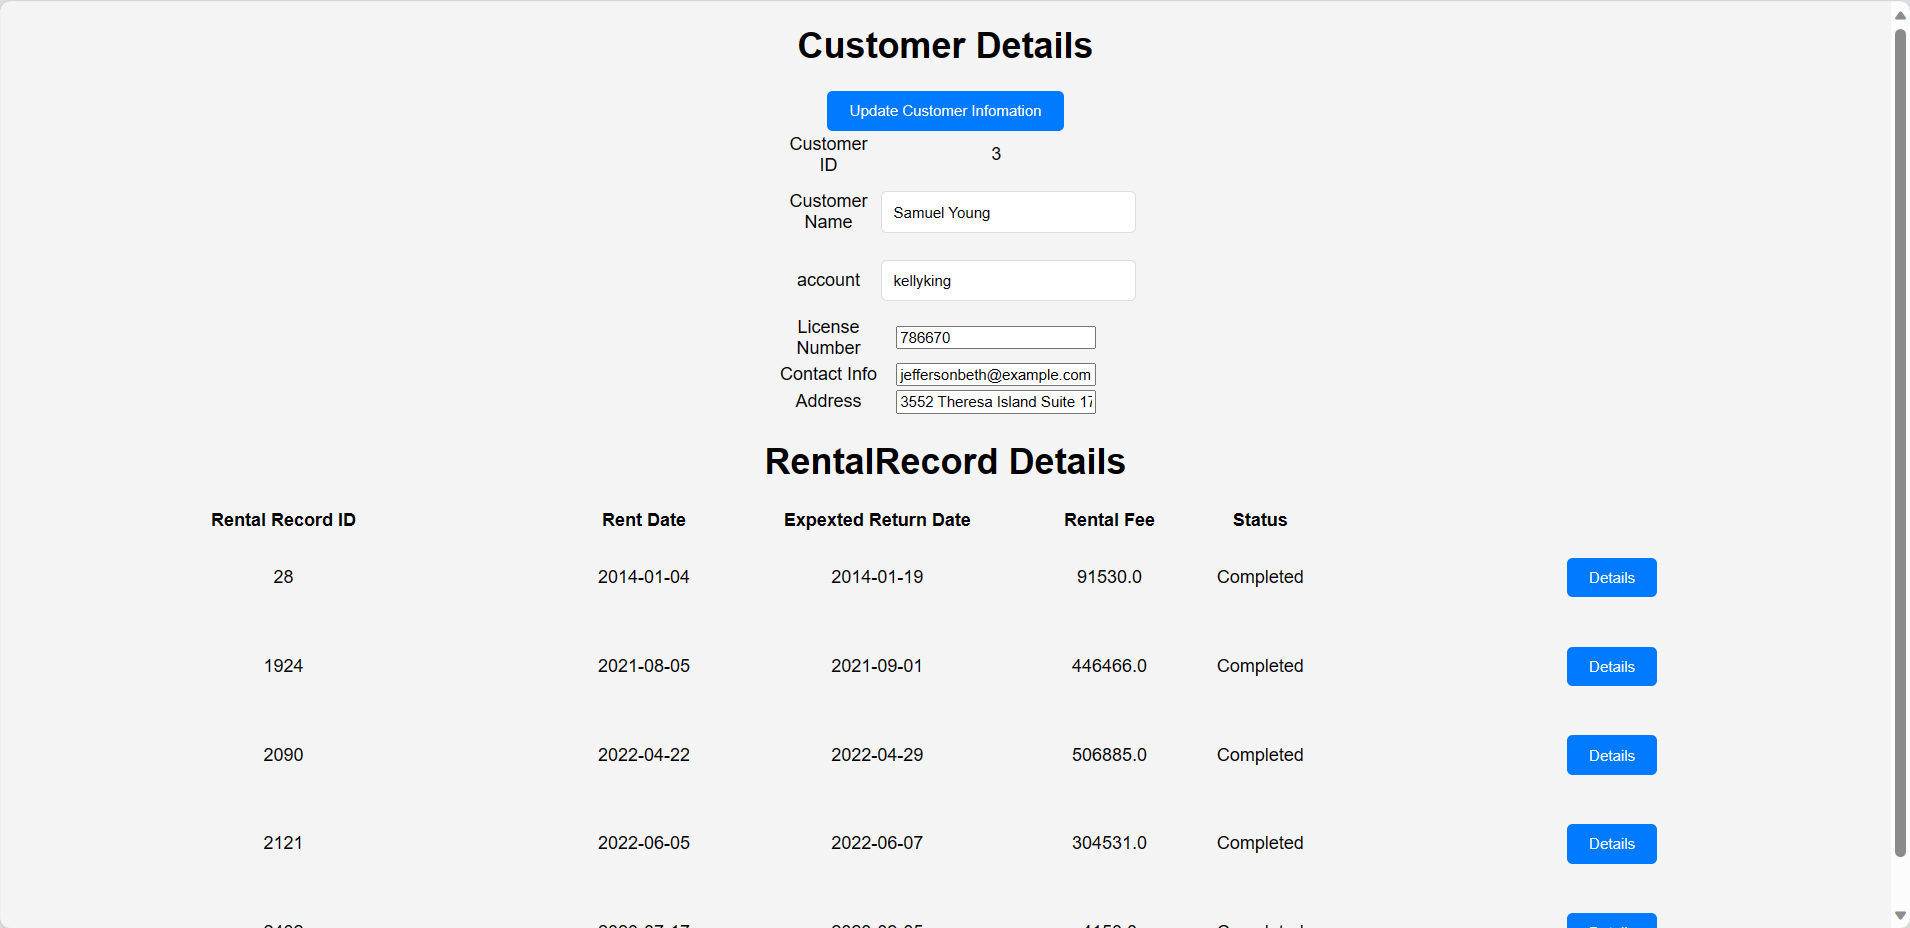 Customer Details
Update Customer Infomation
Customer
ID
3
Customer
Name
Samuel Young
account
kellyking
License
Number
786670
Contact Info
jeffersonbeth@example.com
Address
3552 Theresa Island Suite 17
RentalRecord Details
Rental Record ID Rent Date Expexted Return Date Rental Fee Status
28 2014-01-04 2014-01-19 91530.0 Completed Details
1924 2021-08-05 2021-09-01 446466.0 Completed Details
2090 2022-04-22 2022-04-29 506885.0 Completed Details
2121 2022-06-05 2022-06-07 304531.0 Completed Details